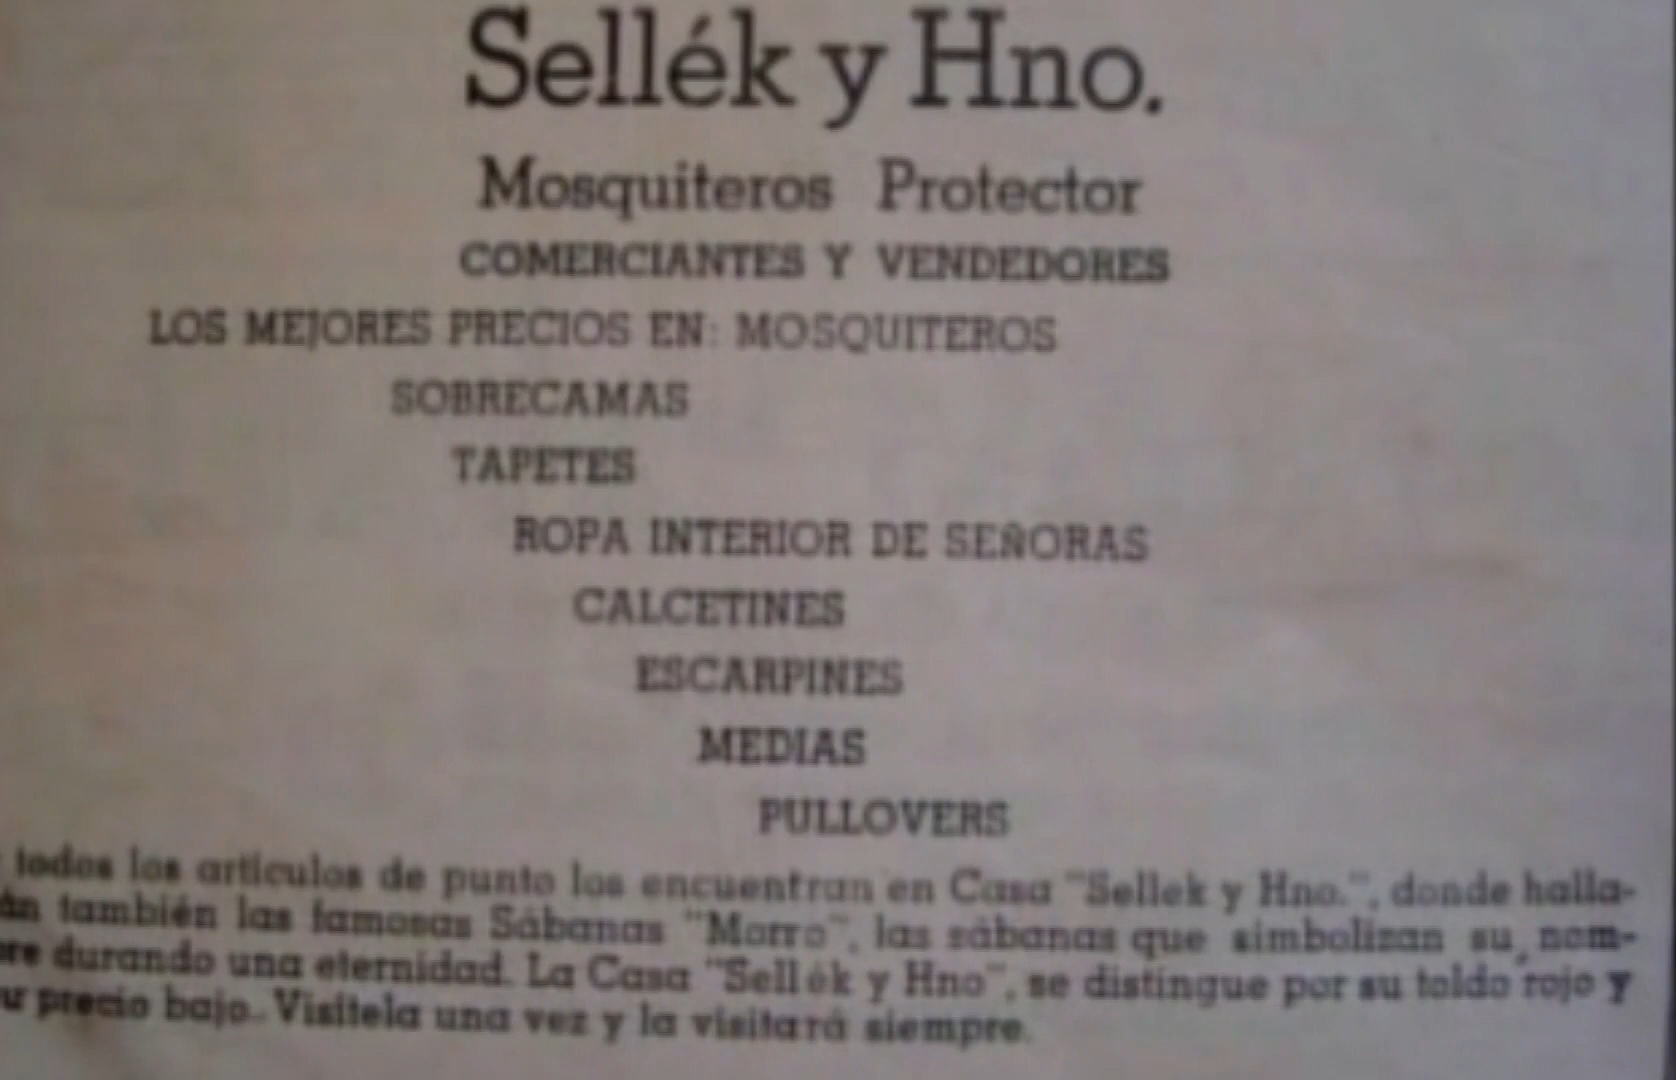 Sellék y Hno.
Mosquiteros Protector
COMERCIANTES Y VENDEDORES
LOS MEJORES PRECIOS EN: MOSQUITEROS
SOBRECAMAS
TAPETES
ROPA INTERIOR DE SEÑORAS
CALCETINES
ESCARPINES
MEDIAS
PULLOVERS
todos los artículos de punto los encuentran en Casa "Sellek y Hno.", donde halla-
án también las famosas Sábanas "Morro", las sábanas que simbolizan su nom-
re durando una eternidad. La Casa "Sellék y Hno", se distingue por su toldo rojo y
u precio bajo. Visítela una vez y la visitará siempre.